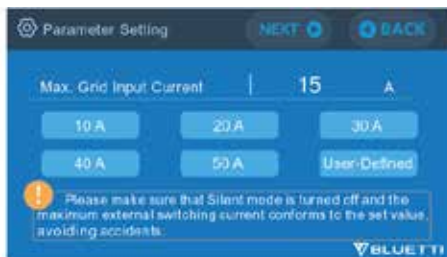 Parameter Setting
NEXT
BACK
Max. Grid Input Current | 15 A
10 A
20 A
30 A
40 A
50 A
User-Defined
Please make sure that Silent mode is turned off and the
maximum external switching current conforms to the set value,
avoiding accidents.
BLUETTI